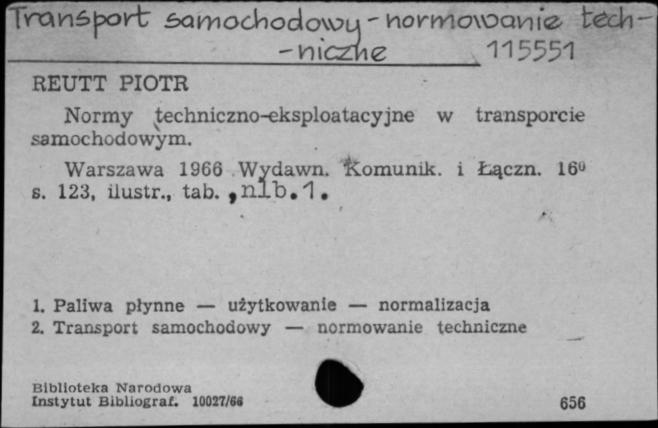 Transport samochodowy - normowanie tech-
- niczne 115551
REUTT PIOTR
Normy techniczno-eksploatacyjne w transporcie
samochodowym.
Warszawa 1966 Wydawn. Komunik. i Łączn. 16⁰
s. 123, ilustr., tab. , nlb. 1.
1. Paliwa płynne — użytkowanie — normalizacja
2. Transport samochodowy — normowanie techniczne
Biblioteka Narodowa
Instytut Bibliograf. 10027/66
656